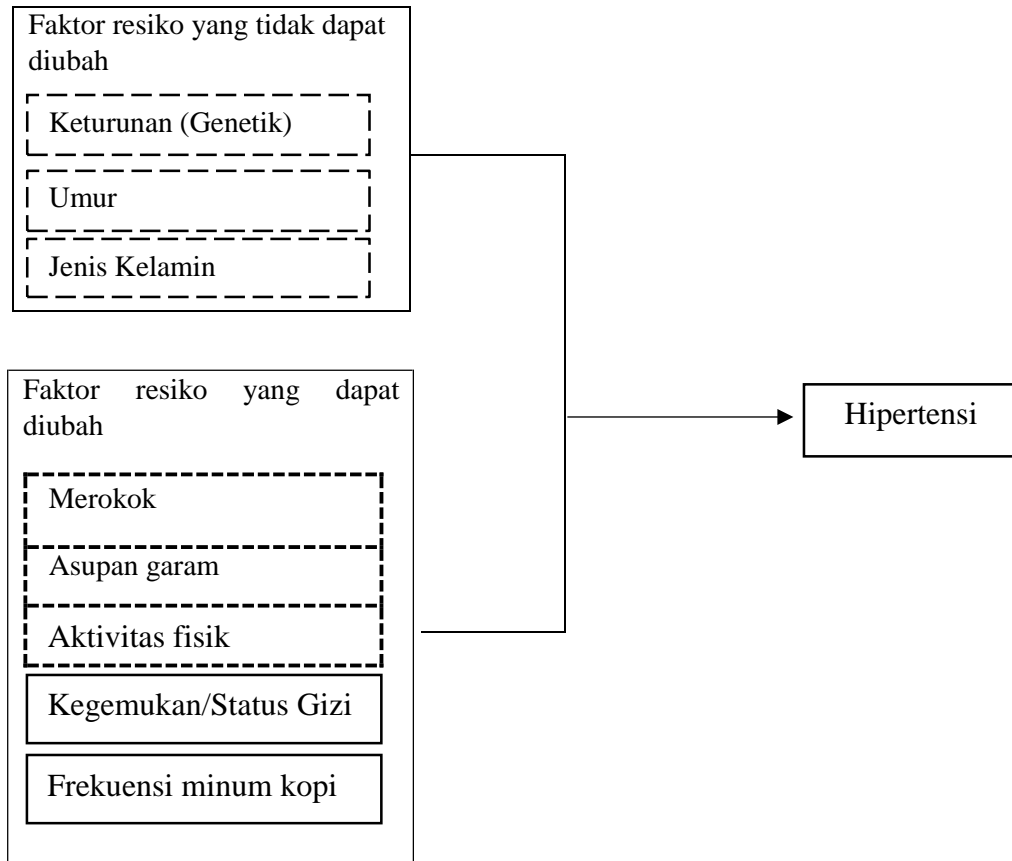 Faktor resiko yang tidak dapat
diubah
Keturunan (Genetik)
Umur
Jenis Kelamin
Faktor resiko yang dapat
diubah
Merokok
Asupan garam
Aktivitas fisik
Kegemukan/Status Gizi
Frekuensi minum kopi
Hipertensi